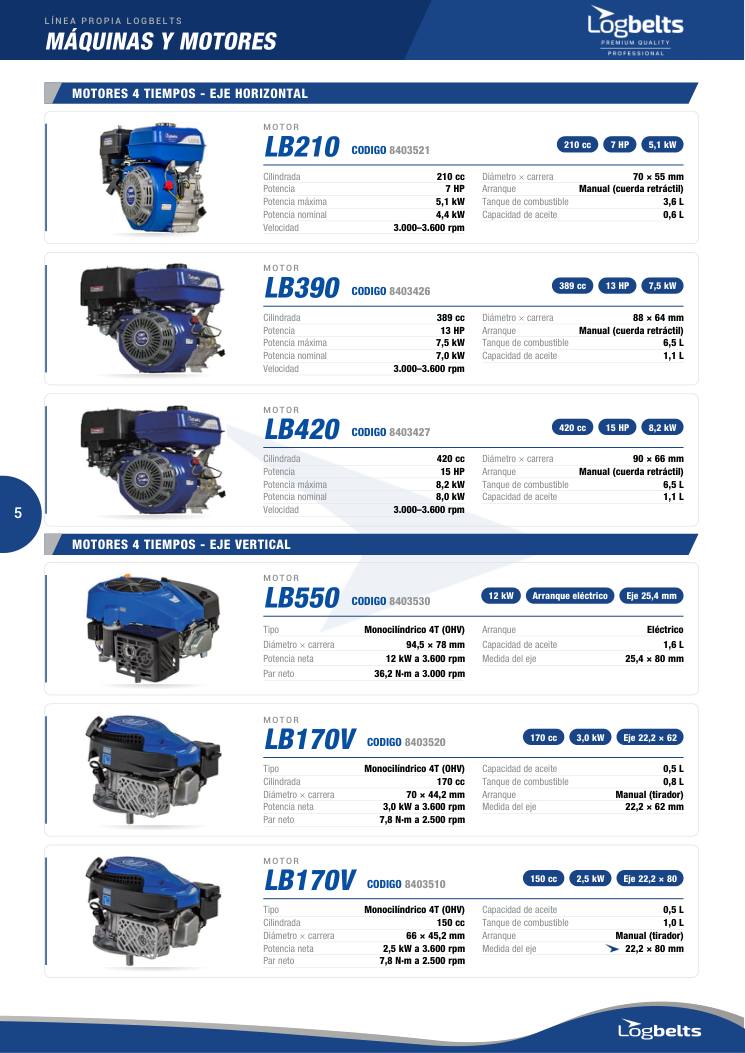 LÍNEA PROPIA LOGBELTS
MÁQUINAS Y MOTORES
Logbelts
PREMIUM QUALITY
PROFESSIONAL
MOTORES 4 TIEMPOS - EJE HORIZONTAL
MOTOR
LB210 CODIGO 8403521
210 cc 7 HP 5,1 kW
Cilindrada 210 cc
Potencia 7 HP
Potencia máxima 5,1 kW
Potencia nominal 4,4 kW
Velocidad 3.000–3.600 rpm
Diámetro × carrera 70 × 55 mm
Arranque Manual (cuerda retráctil)
Tanque de combustible 3,6 L
Capacidad de aceite 0,6 L
MOTOR
LB390 CODIGO 8403426
389 cc 13 HP 7,5 kW
Cilindrada 389 cc
Potencia 13 HP
Potencia máxima 7,5 kW
Potencia nominal 7,0 kW
Velocidad 3.000–3.600 rpm
Diámetro × carrera 88 × 64 mm
Arranque Manual (cuerda retráctil)
Tanque de combustible 6,5 L
Capacidad de aceite 1,1 L
MOTOR
LB420 CODIGO 8403427
420 cc 15 HP 8,2 kW
Cilindrada 420 cc
Potencia 15 HP
Potencia máxima 8,2 kW
Potencia nominal 8,0 kW
Velocidad 3.000–3.600 rpm
Diámetro × carrera 90 × 66 mm
Arranque Manual (cuerda retráctil)
Tanque de combustible 6,5 L
Capacidad de aceite 1,1 L
5
MOTORES 4 TIEMPOS - EJE VERTICAL
MOTOR
LB550 CODIGO 8403530
12 kW Arranque eléctrico Eje 25,4 mm
Tipo Monocilíndrico 4T (OHV)
Diámetro × carrera 94,5 × 78 mm
Potencia neta 12 kW a 3.600 rpm
Par neto 36,2 N·m a 3.000 rpm
Arranque Eléctrico
Capacidad de aceite 1,6 L
Medida del eje 25,4 × 80 mm
MOTOR
LB170V CODIGO 8403520
170 cc 3,0 kW Eje 22,2 × 62
Tipo Monocilíndrico 4T (OHV)
Cilindrada 170 cc
Diámetro × carrera 70 × 44,2 mm
Potencia neta 3,0 kW a 3.600 rpm
Par neto 7,8 N·m a 2.500 rpm
Capacidad de aceite 0,5 L
Tanque de combustible 0,8 L
Arranque Manual (tirador)
Medida del eje 22,2 × 62 mm
MOTOR
LB170V CODIGO 8403510
150 cc 2,5 kW Eje 22,2 × 80
Tipo Monocilíndrico 4T (OHV)
Cilindrada 150 cc
Diámetro × carrera 66 × 45,2 mm
Potencia neta 2,5 kW a 3.600 rpm
Par neto 7,8 N·m a 2.500 rpm
Capacidad de aceite 0,5 L
Tanque de combustible 1,0 L
Arranque Manual (tirador)
Medida del eje 22,2 × 80 mm
Logbelts